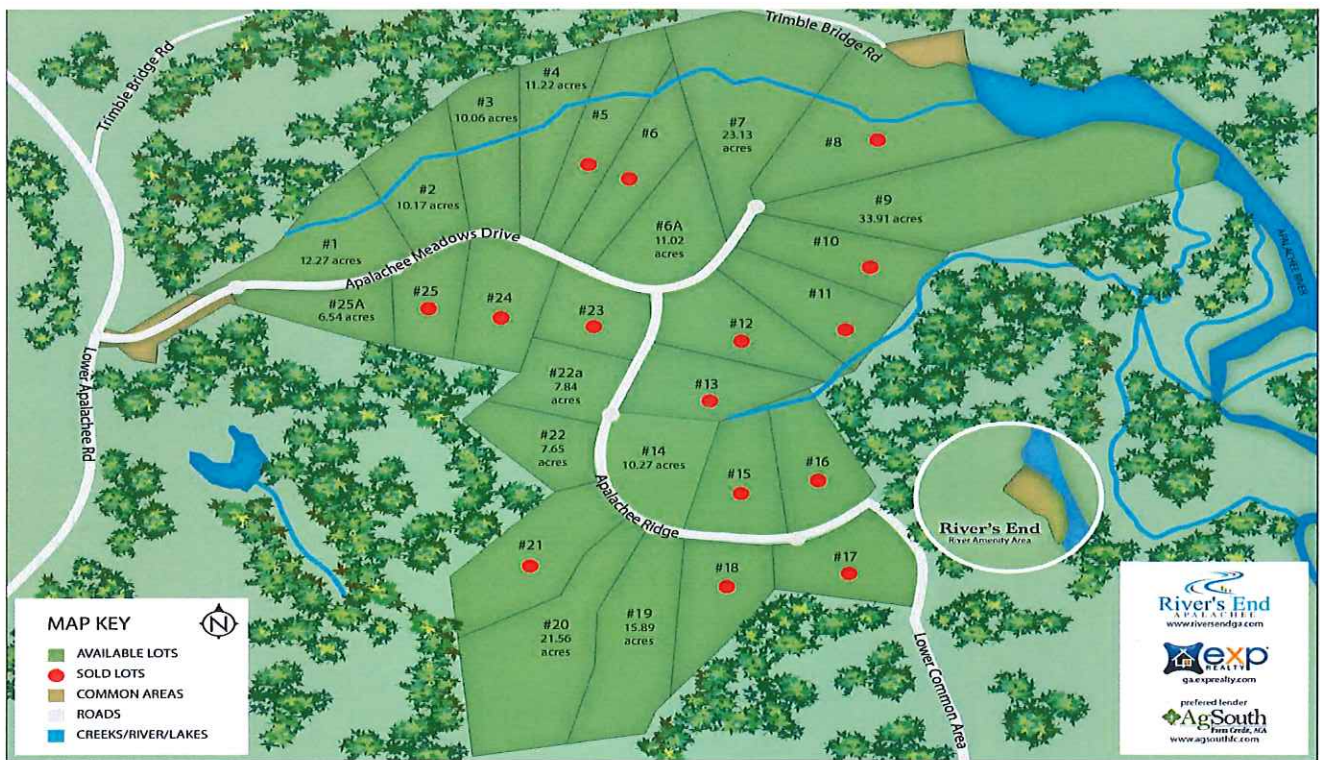 Trimble Bridge Rd
Trimble Bridge Rd
#4
11.22 acres
#3
10.06 acres
#5
#6
#7
23.13
acres
#8
#2
10.17 acres
#9
33.91 acres
#6A
11.02
acres
#1
12.27 acres
#10
APALACHEE RIVER
Apalachee Meadows Drive
#11
#25A
6.54 acres
#25
#24
#23
#12
Lower Apalachee Rd
#22a
7.84
acres
#13
#22
7.65
acres
#14
10.27 acres
#15
#16
Apalachee Ridge
River's End
River Amenity Area
#21
#18
#17
#19
15.89
acres
#20
21.56
acres
Lower Common Area
MAP KEY
N
AVAILABLE LOTS
SOLD LOTS
COMMON AREAS
ROADS
CREEKS/RIVER/LAKES
River's End
APALACHEE
www.riversendga.com
exp
REALTY
ga.exprealty.com
prefered lender
AgSouth
Farm Credit, ACA
www.agsouthfc.com